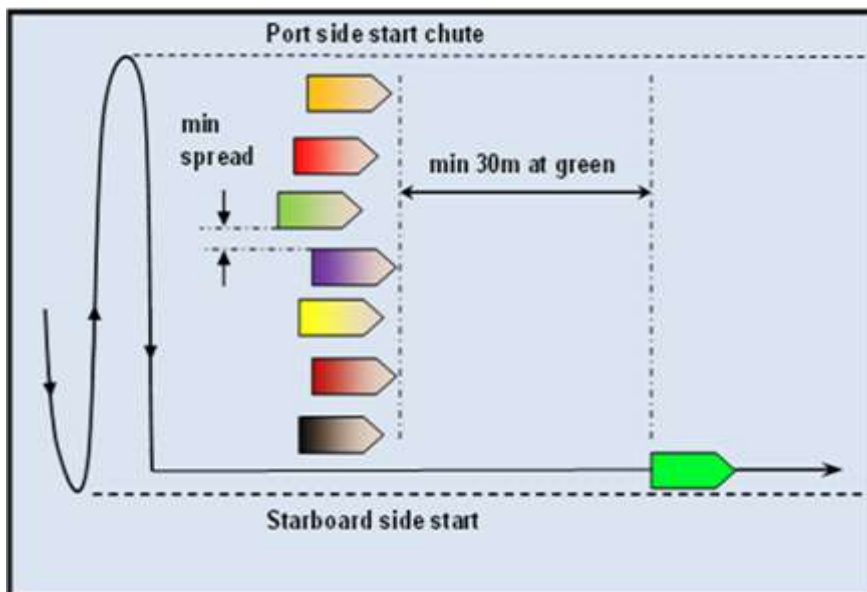 Port side start chute
min
spread
min 30m at green
Starboard side start